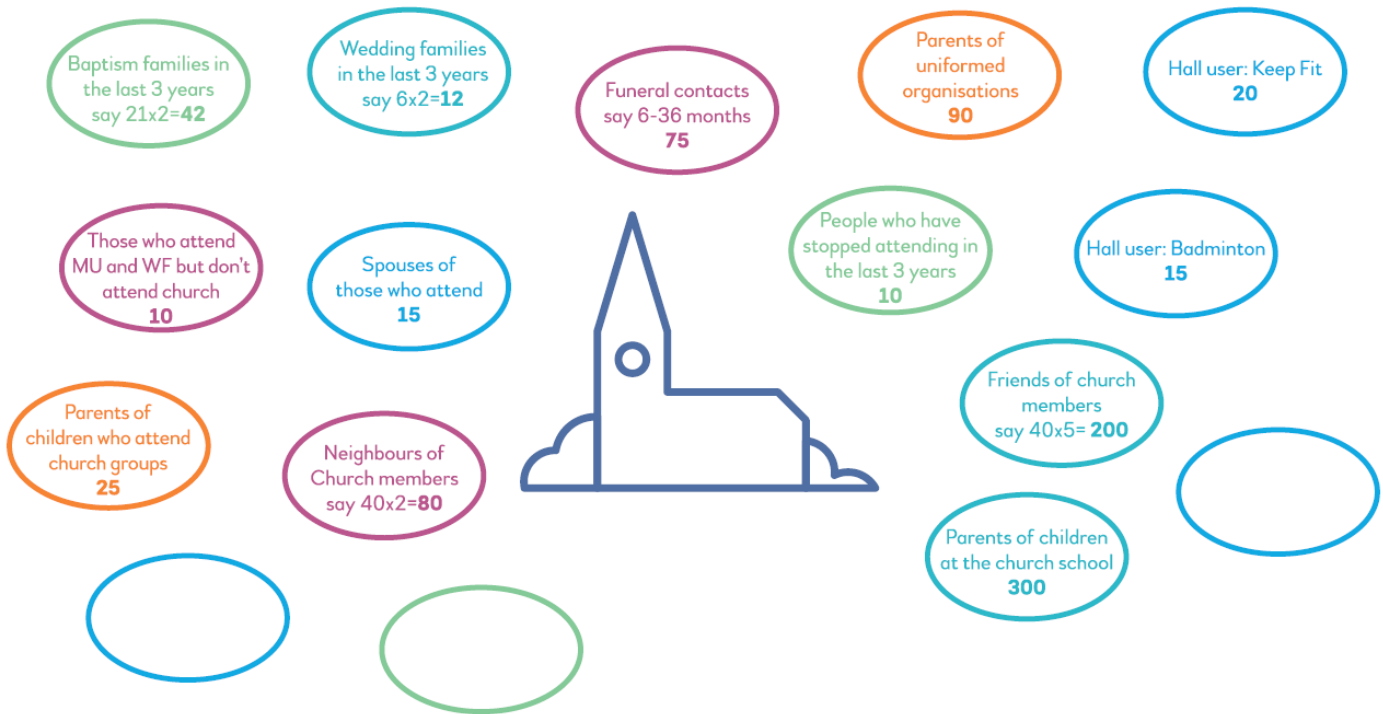 Baptism families in
the last 3 years
say 21x2=42
Wedding families
in the last 3 years
say 6x2=12
Funeral contacts
say 6-36 months
75
Parents of
uniformed
organisations
90
Hall user: Keep Fit
20
Those who attend
MU and WF but don't
attend church
10
Spouses of
those who attend
15
People who have
stopped attending in
the last 3 years
10
Hall user: Badminton
15
Parents of
children who attend
church groups
25
Neighbours of
Church members
say 40x2=80
Friends of church
members
say 40x5= 200
Parents of children
at the church school
300